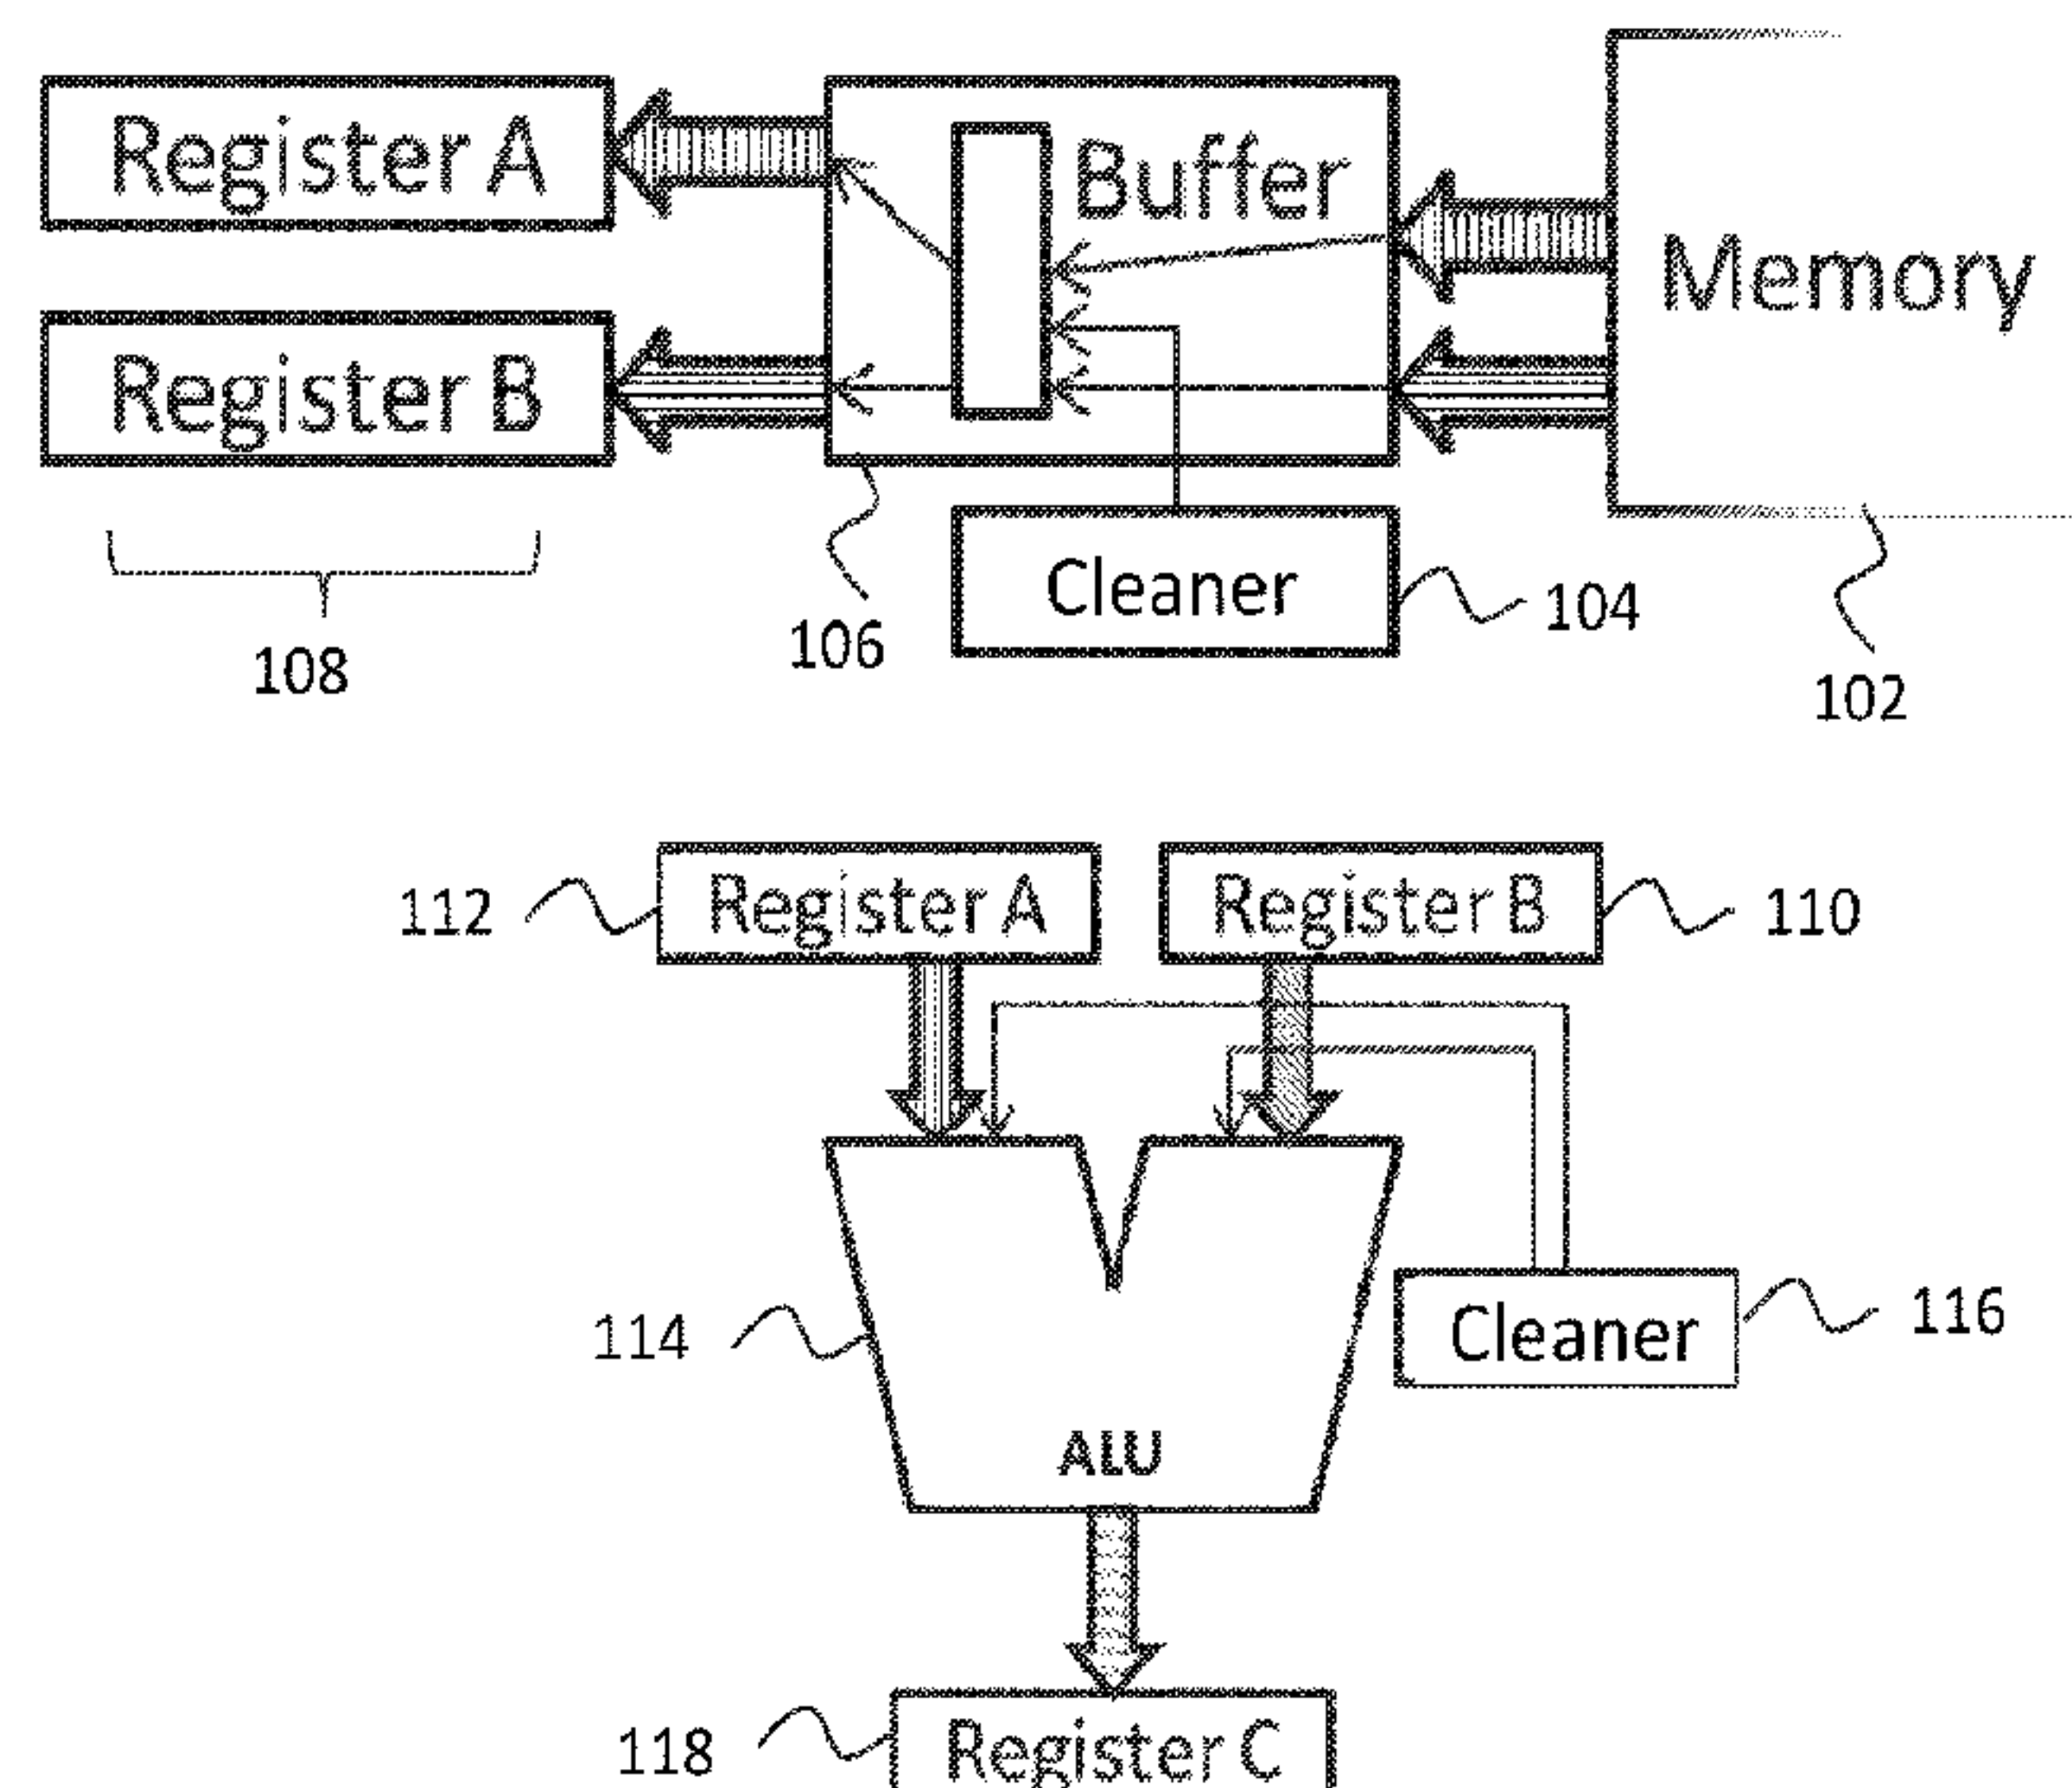 Register A
Buffer
Memory
Register B
Cleaner
104
108
106
102
112
Register A
Register B
110
114
Cleaner
116
ALU
118
Register C